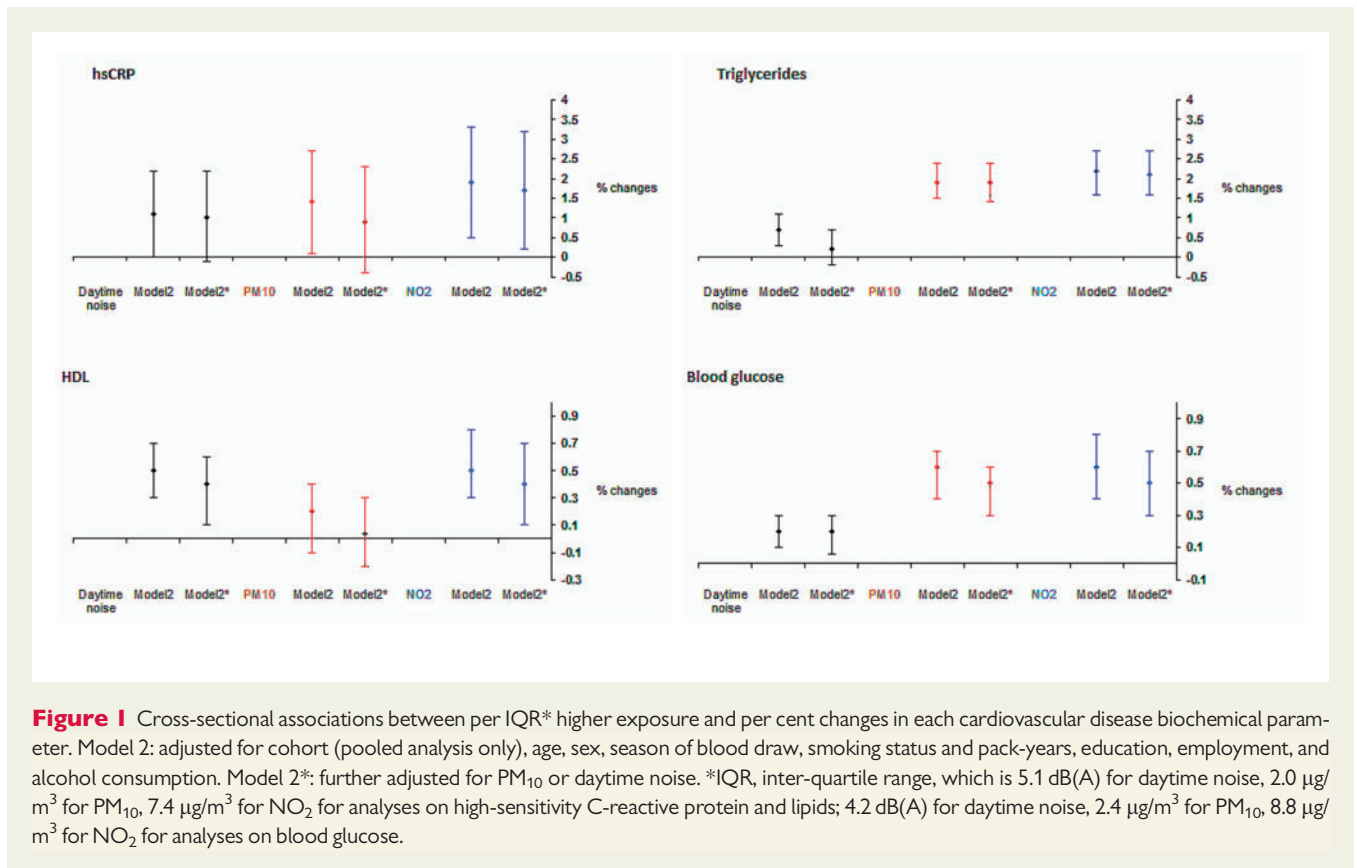 hsCRP
4
3.5
3
2.5
2
1.5
1
0.5
0
-0.5
% changes
Daytime noise Model2 Model2* PM10 Model2 Model2* NO2 Model2 Model2*
Triglycerides
4
3.5
3
2.5
2
1.5
1
0.5
0
-0.5
% changes
Daytime noise Model2 Model2* PM10 Model2 Model2* NO2 Model2 Model2*
HDL
0.9
0.7
0.5
0.3
0.1
-0.1
-0.3
% changes
Daytime noise Model2 Model2* PM10 Model2 Model2* NO2 Model2 Model2*
Blood glucose
0.9
0.7
0.5
0.3
0.1
-0.1
% changes
Daytime noise Model2 Model2* PM10 Model2 Model2* NO2 Model2 Model2*
Figure 1 Cross-sectional associations between per IQR* higher exposure and per cent changes in each cardiovascular disease biochemical param-
eter. Model 2: adjusted for cohort (pooled analysis only), age, sex, season of blood draw, smoking status and pack-years, education, employment, and
alcohol consumption. Model 2*: further adjusted for PM₁₀ or daytime noise. *IQR, inter-quartile range, which is 5.1 dB(A) for daytime noise, 2.0 μg/
m³ for PM₁₀, 7.4 μg/m³ for NO₂ for analyses on high-sensitivity C-reactive protein and lipids; 4.2 dB(A) for daytime noise, 2.4 μg/m³ for PM₁₀, 8.8 μg/
m³ for NO₂ for analyses on blood glucose.